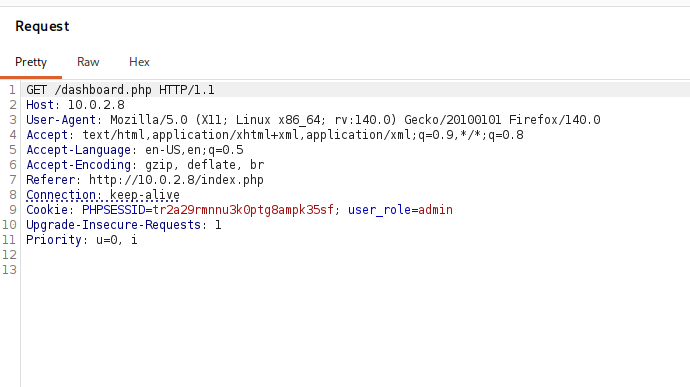 Request
Pretty Raw Hex
1 GET /dashboard.php HTTP/1.1
2 Host: 10.0.2.8
3 User-Agent: Mozilla/5.0 (X11; Linux x86_64; rv:140.0) Gecko/20100101 Firefox/140.0
4 Accept: text/html,application/xhtml+xml,application/xml;q=0.9,*/*;q=0.8
5 Accept-Language: en-US,en;q=0.5
6 Accept-Encoding: gzip, deflate, br
7 Referer: http://10.0.2.8/index.php
8 Connection: keep-alive
9 Cookie: PHPSESSID=tr2a29rmnnu3k0ptg8ampk35sf; user_role=admin
10 Upgrade-Insecure-Requests: 1
11 Priority: u=0, i
12
13